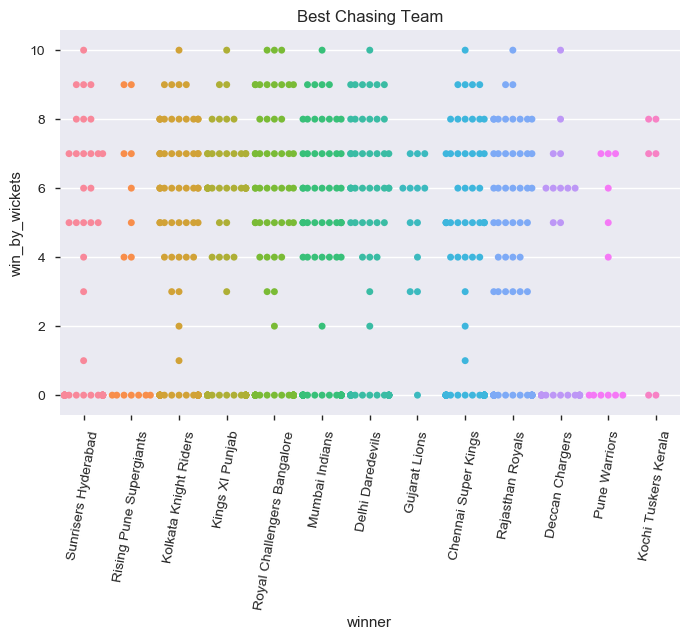 Best Chasing Team
10
8
6
4
2
0
win_by_wickets
Sunrisers Hyderabad
Rising Pune Supergiants
Kolkata Knight Riders
Kings XI Punjab
Royal Challengers Bangalore
Mumbai Indians
Delhi Daredevils
Gujarat Lions
Chennai Super Kings
Rajasthan Royals
Deccan Chargers
Pune Warriors
Kochi Tuskers Kerala
winner